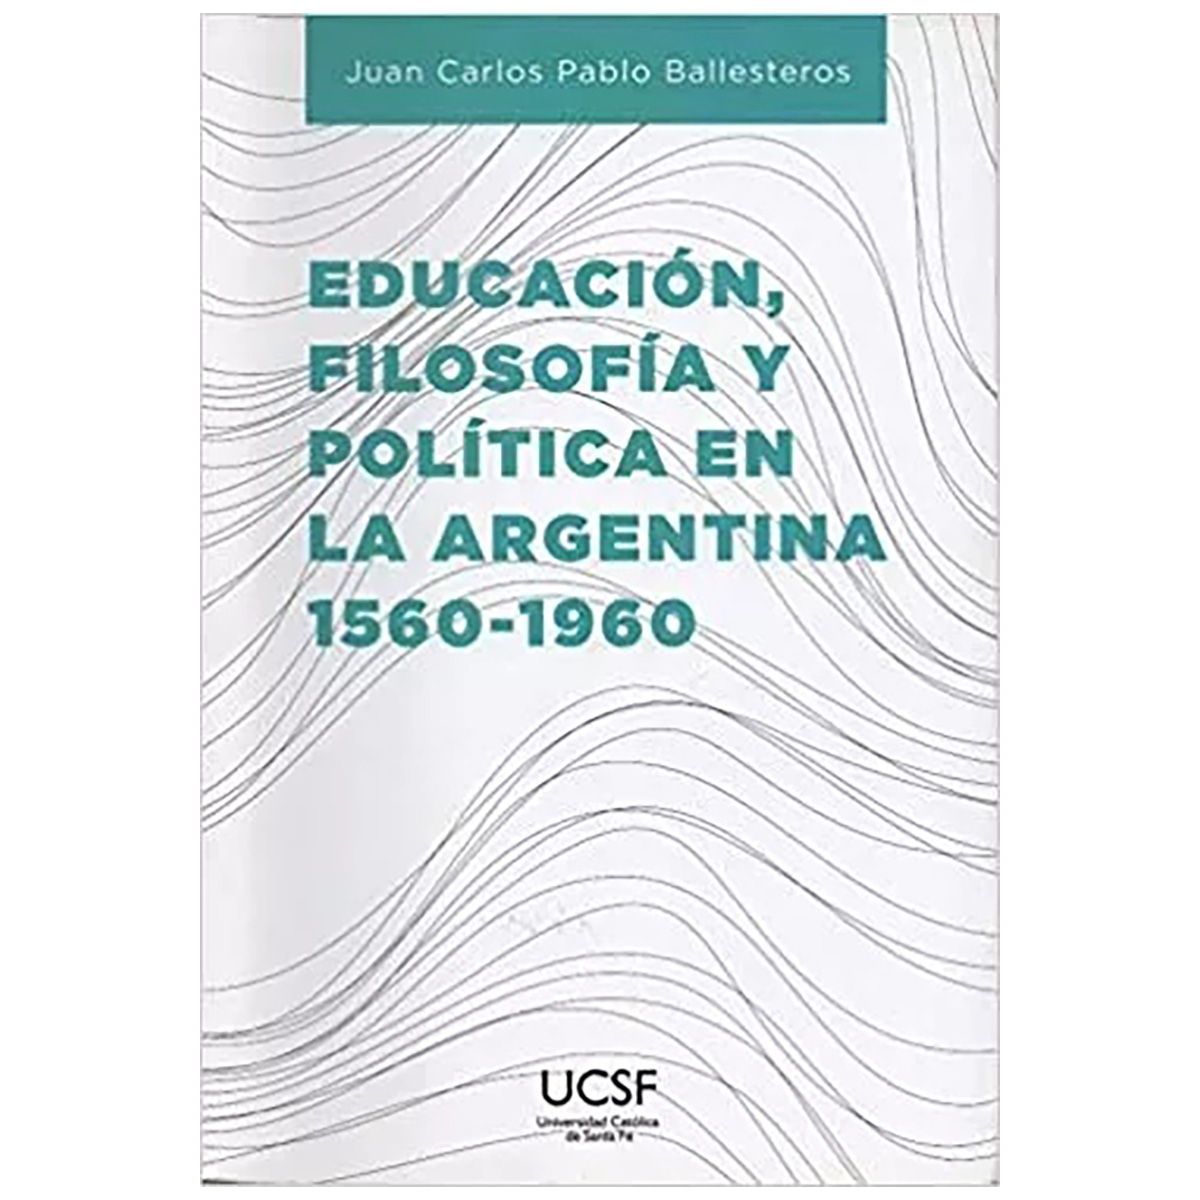 Juan Carlos Pablo Ballesteros
EDUCACIÓN,
FILOSOFÍA Y
POLÍTICA EN
LA ARGENTINA
1560-1960
UCSF
Universidad Católica
de Santa Fe